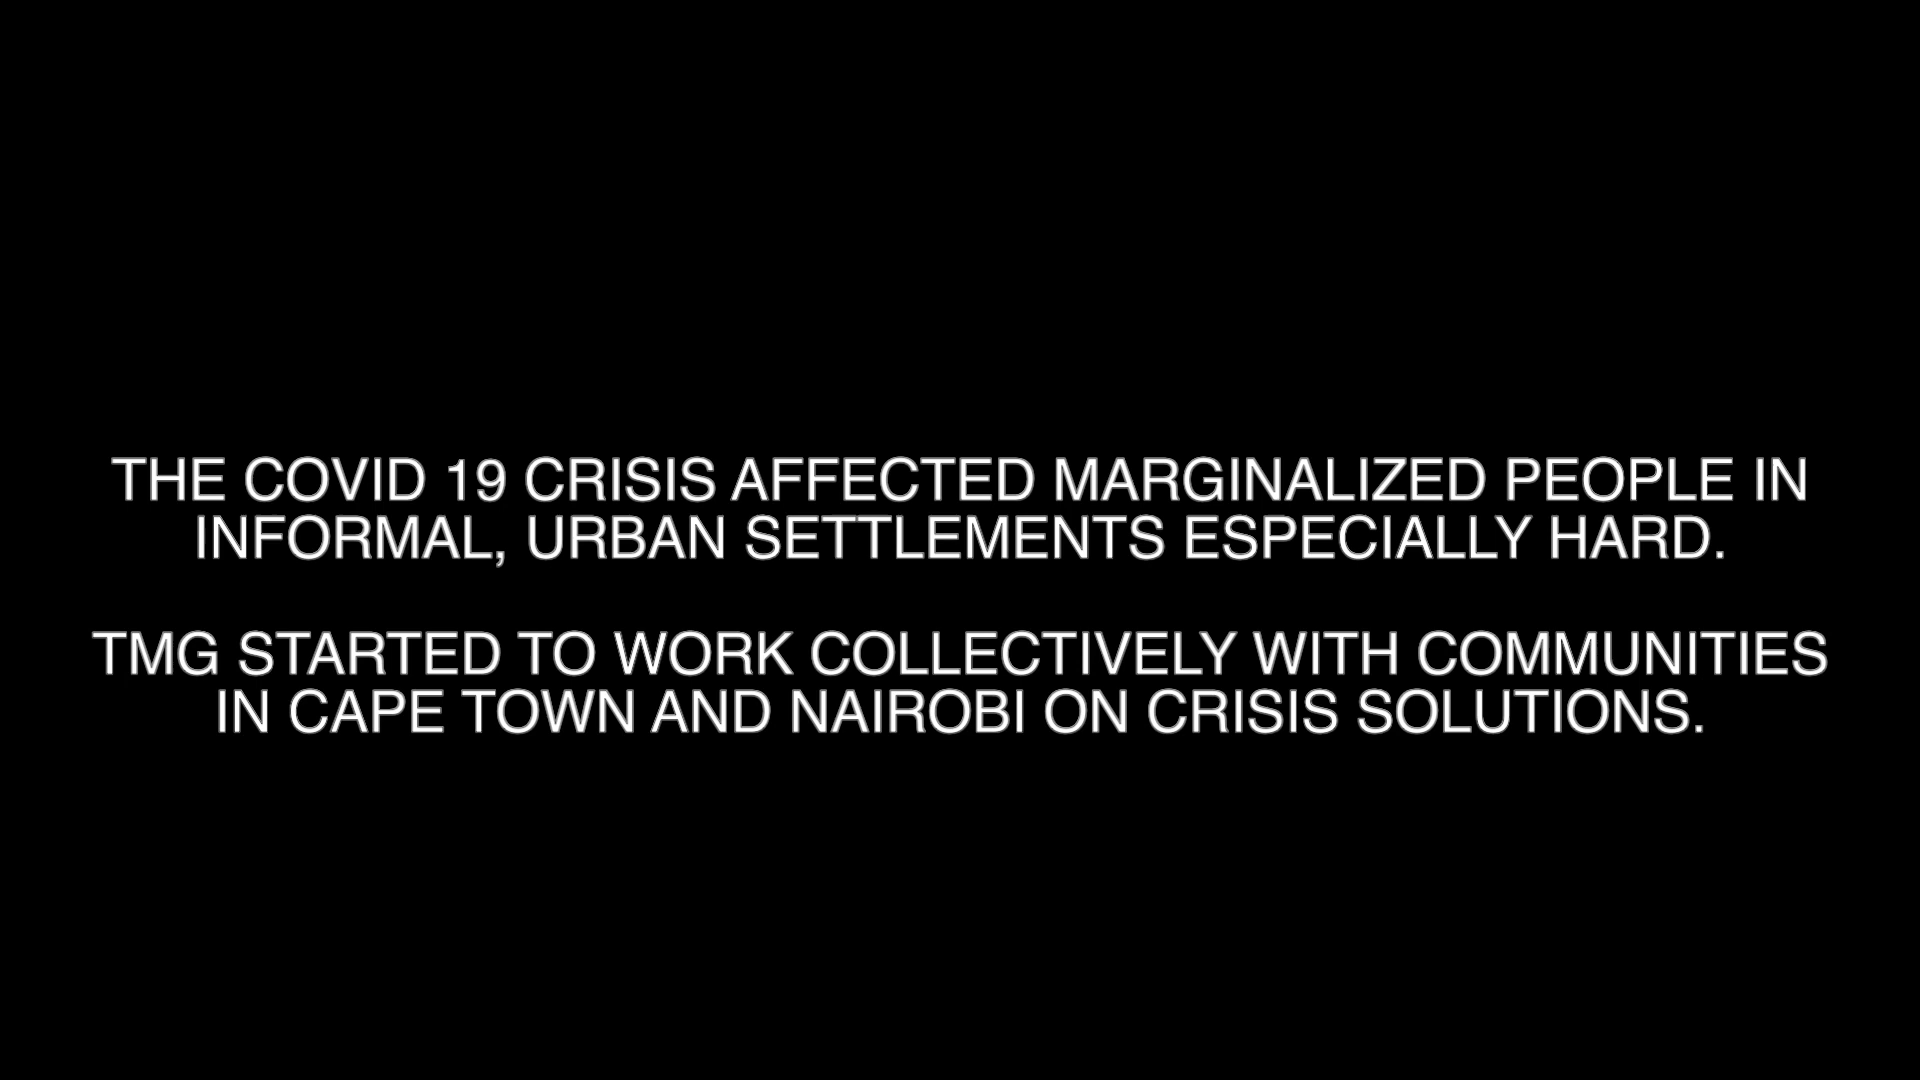 THE COVID 19 CRISIS AFFECTED MARGINALIZED PEOPLE IN
INFORMAL, URBAN SETTLEMENTS ESPECIALLY HARD.
TMG STARTED TO WORK COLLECTIVELY WITH COMMUNITIES
IN CAPE TOWN AND NAIROBI ON CRISIS SOLUTIONS.